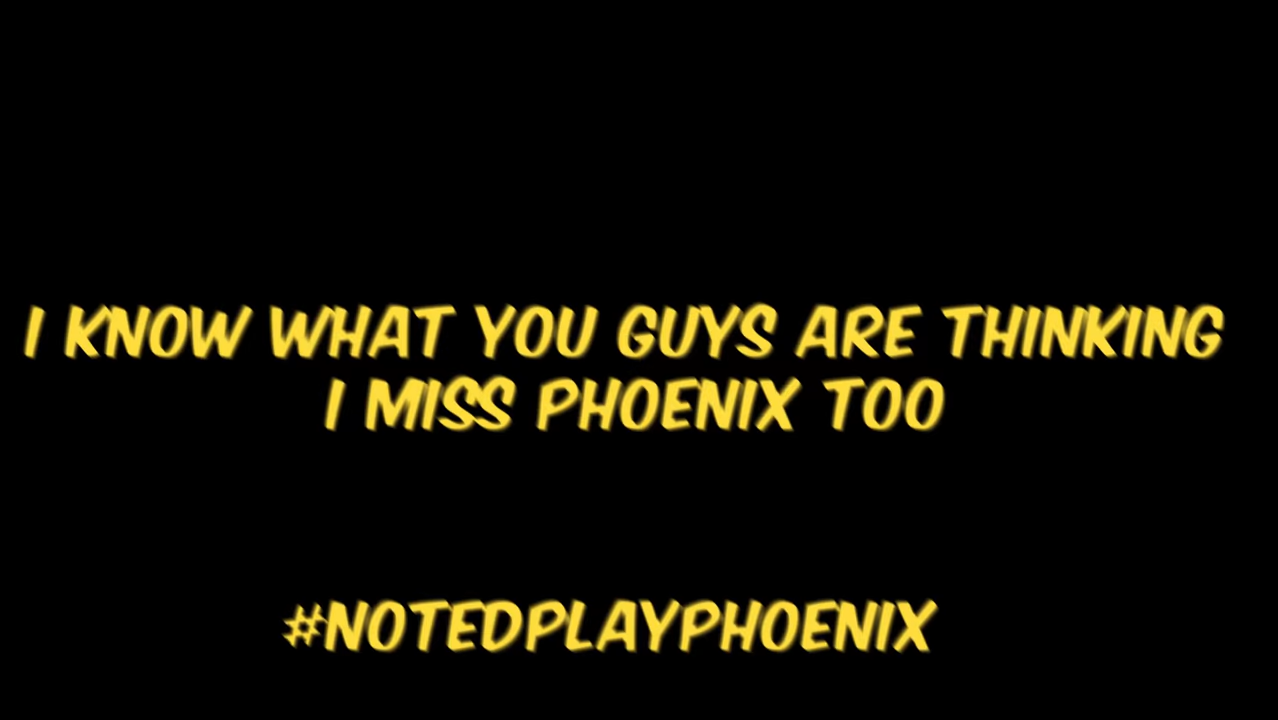 I KNOW WHAT YOU GUYS ARE THINKING
I MISS PHOENIX TOO
#NOTEDPLAYPHOENIX